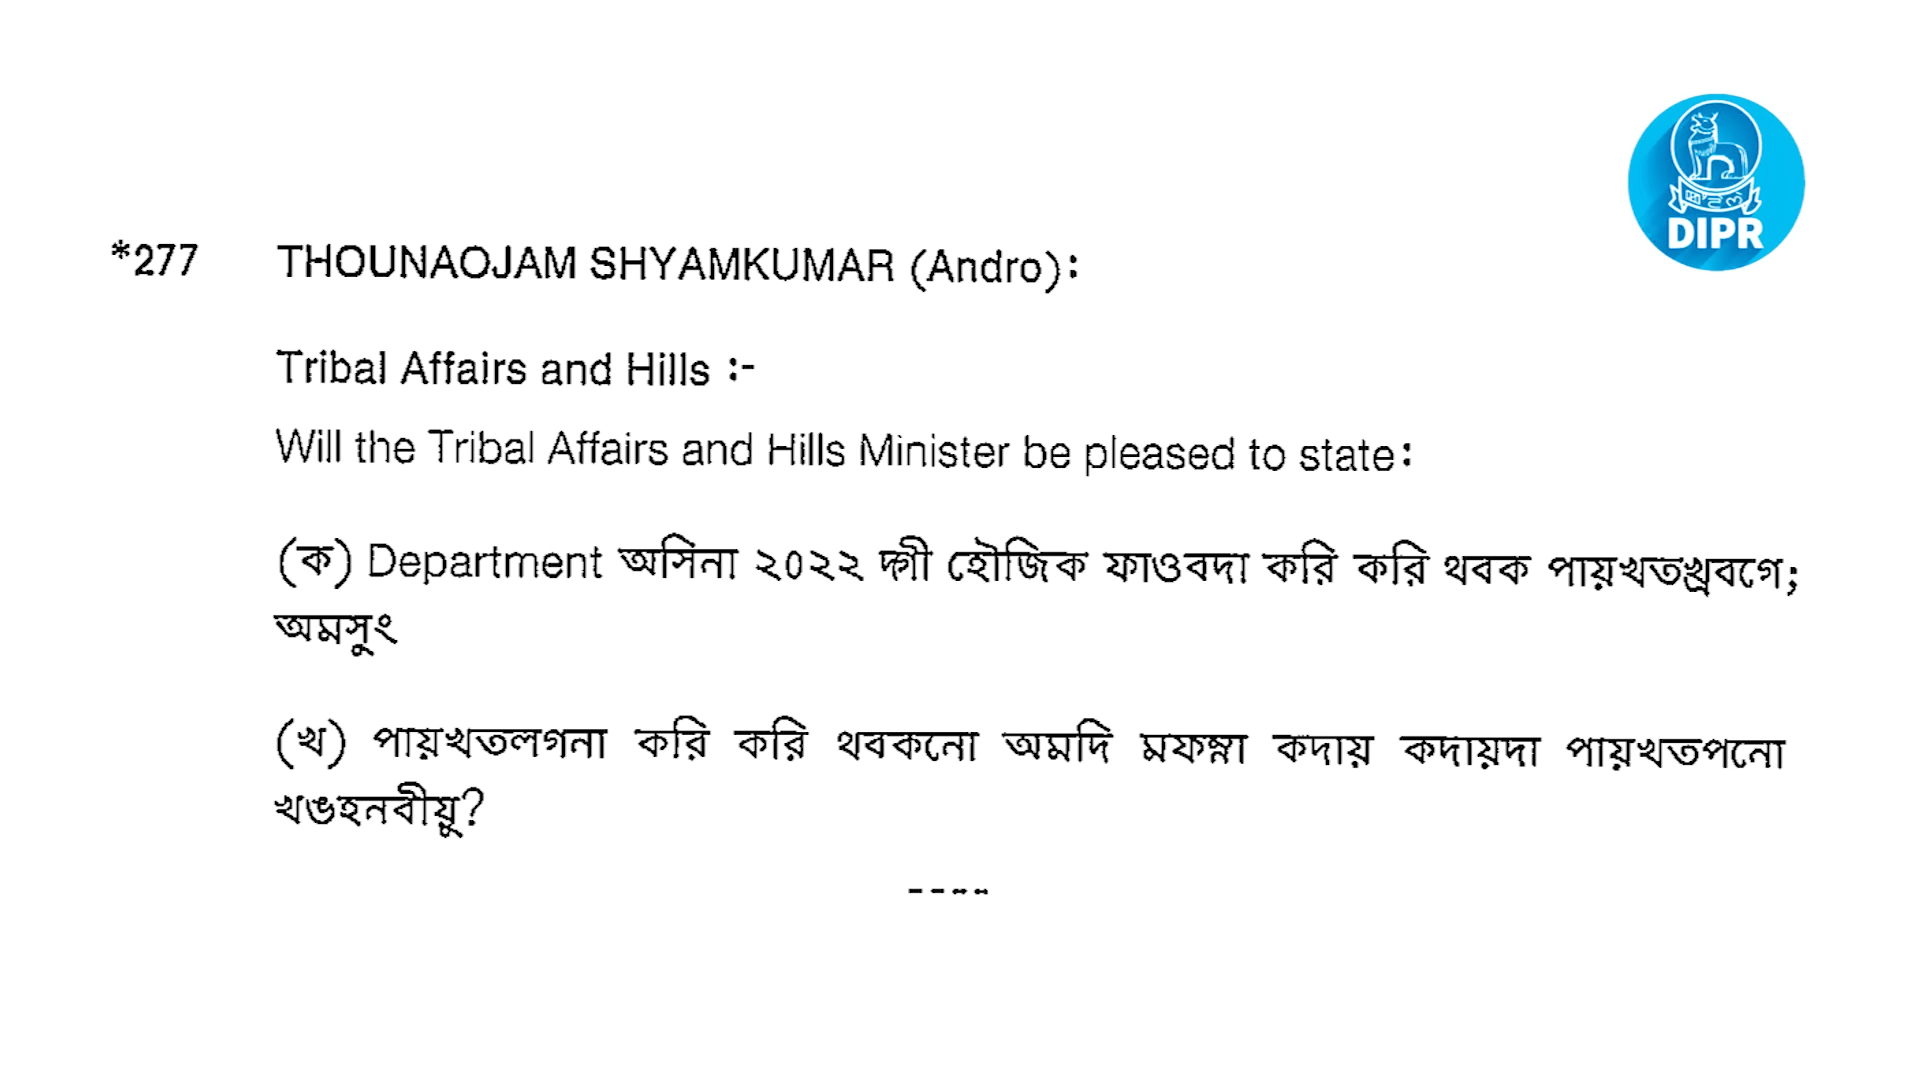 DIPR
*277 THOUNAOJAM SHYAMKUMAR (Andro):
Tribal Affairs and Hills :-
Will the Tribal Affairs and Hills Minister be pleased to state:
(ক) Department অসিনা ২০২২ দগী হৌজিক ফাওবদা করি করি থবক পায়খতখ্রবগে;
অমসুং
(খ) পায়খতলগনা করি করি থবকনো অমদি মফম্না কদায় কদায়দা পায়খতপনো
খঙহনবীয়ু?
----